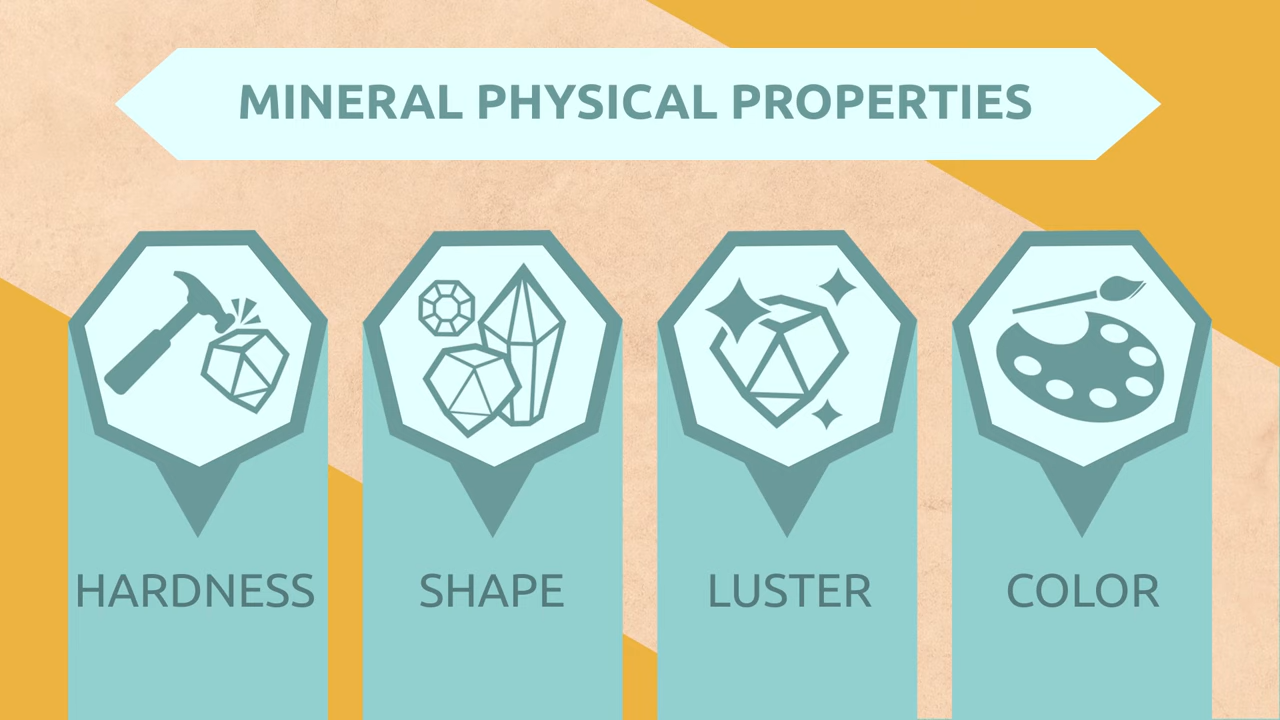 MINERAL PHYSICAL PROPERTIES
HARDNESS
SHAPE
LUSTER
COLOR